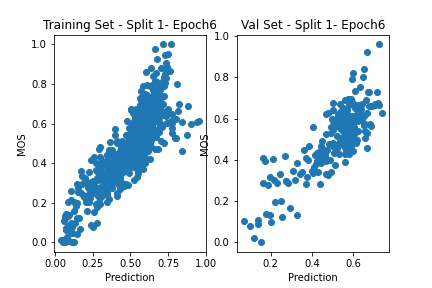 Training Set - Split 1- Epoch6
Val Set - Split 1- Epoch6
MOS
1.0
0.8
0.6
0.4
0.2
0.0
0.00 0.25 0.50 0.75 1.00
Prediction
MOS
1.0
0.8
0.6
0.4
0.2
0.0
0.2 0.4 0.6
Prediction